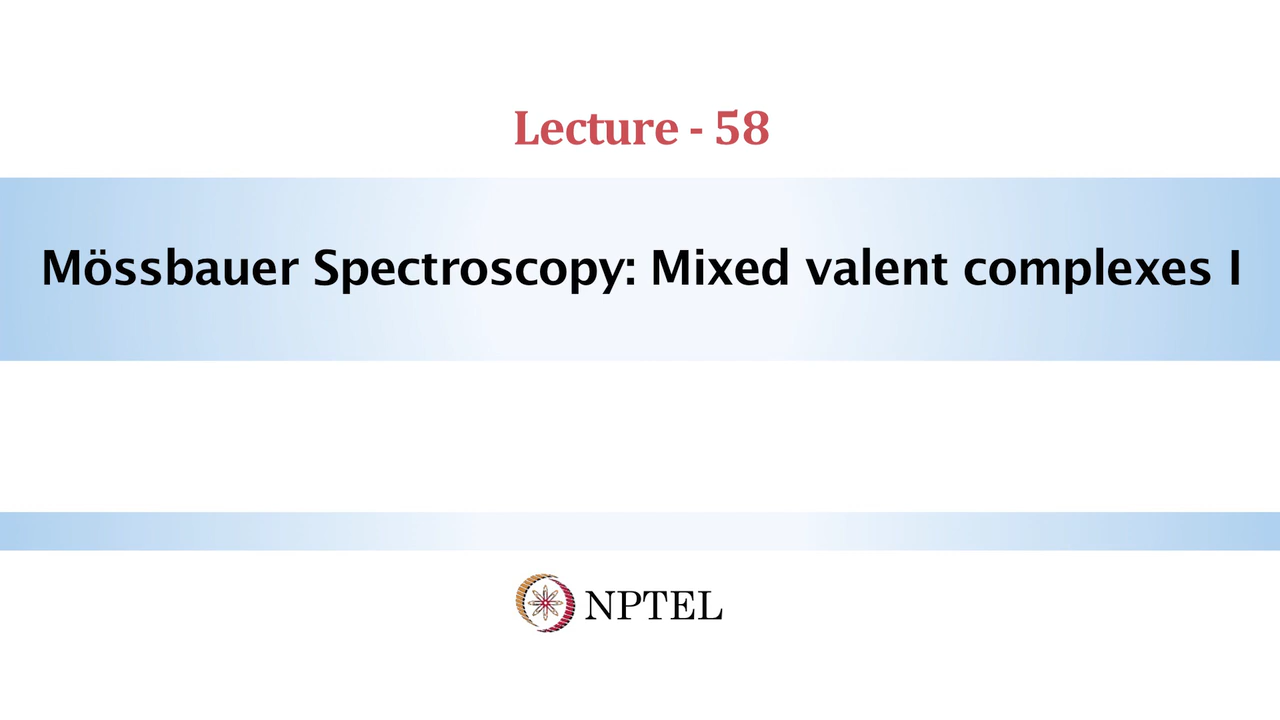 Lecture - 58
Mössbauer Spectroscopy: Mixed valent complexes I
NPTEL